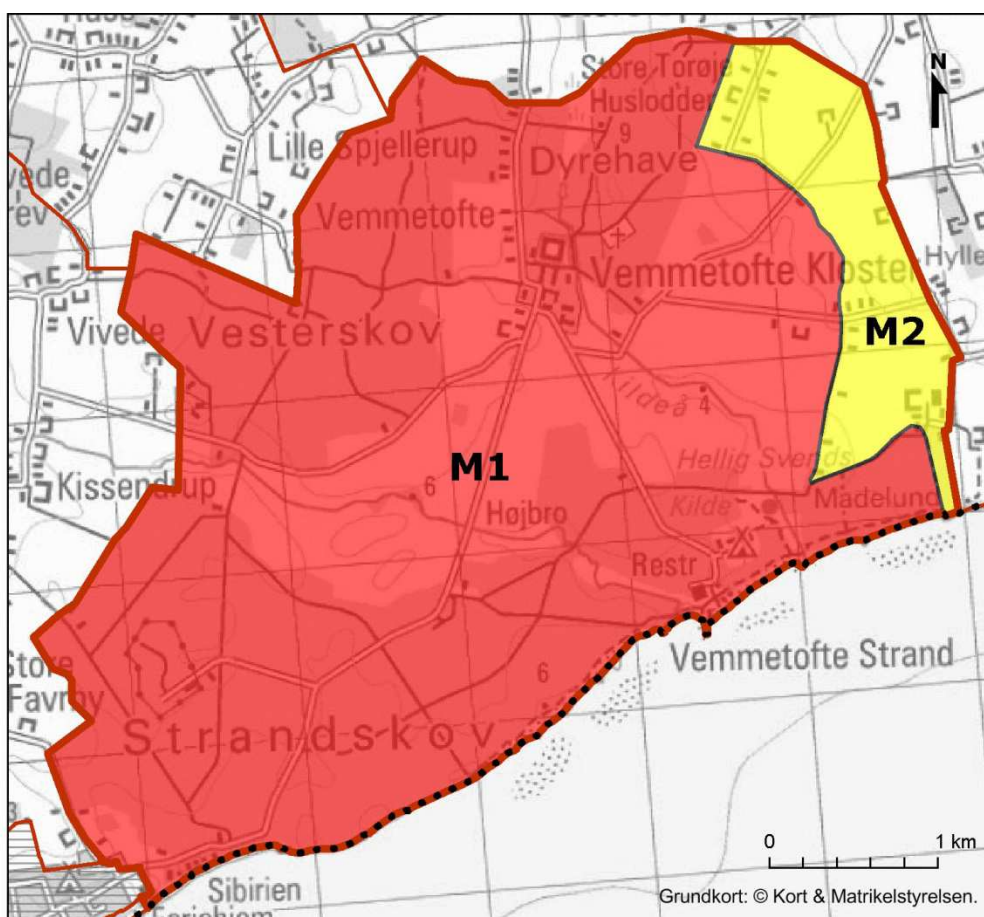 N
Store Torøje
Huslodder
9
Lille Spjellerup
Dyrehave
Vemmetofte
Vemmetofte Kloster
Hylle
Vivede
Vesterskov
M2
Kildeå
4
M1
Hellig Svends
Kissendrup
6
Madelund
Højbro
Kilde
Restr
Vemmetofte Strand
Store
Favrby
6
Strandskov
3
0
1 km
Sibirien
Grundkort: © Kort & Matrikelstyrelsen.